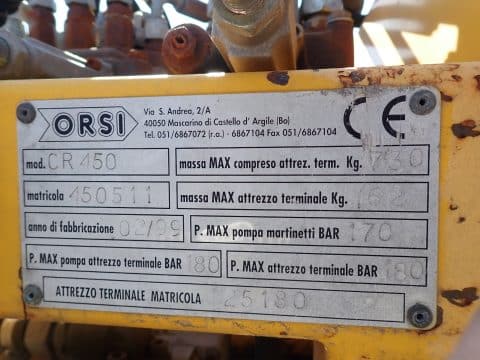 ORSI
Via S. Andrea, 2/A
40050 Mascarino di Castello d' Argile (Bo)
Tel. 051/6867072 (r.a.) - 6867104 Fax 051/6867104
CE
mod. CR 450
massa MAX compreso attrez. term. Kg. 730
matricola 450511
massa MAX attrezzo terminale Kg.
anno di fabbricazione 02/99
P. MAX pompa martinetti BAR 170
P. MAX pompa attrezzo terminale BAR 180
P. MAX attrezzo terminale BAR 180
ATTREZZO TERMINALE MATRICOLA 25180